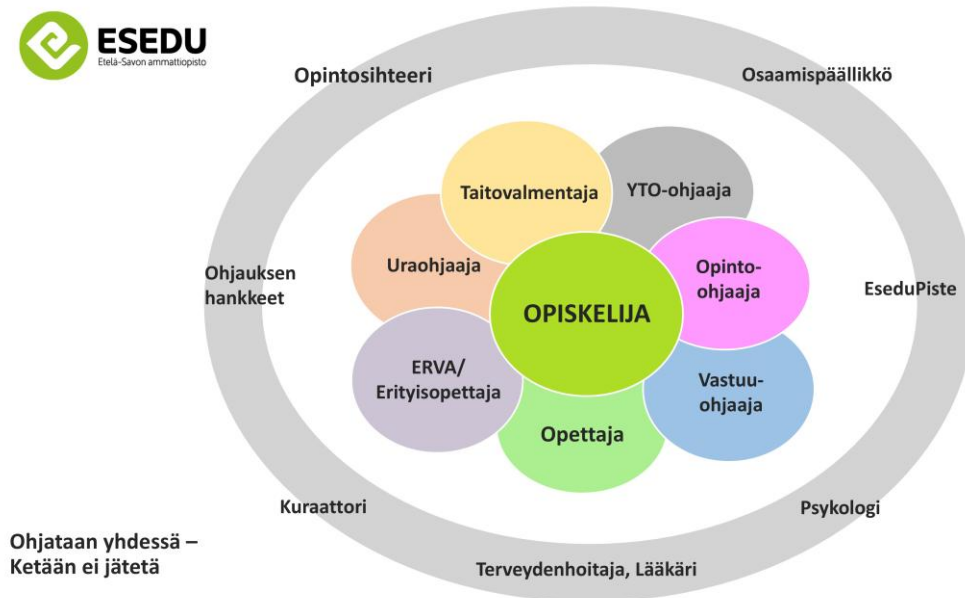 ESEDU
Etelä-Savon ammattiopisto
Opintosihteeri
Osaamispäällikkö
Taitovalmentaja
YTO-ohjaaja
Uraohjaaja
Opinto-
ohjaaja
Ohjauksen
hankkeet
EseduPiste
OPISKELIJA
ERVA/
Erityisopettaja
Vastuu-
ohjaaja
Opettaja
Kuraattori
Psykologi
Terveydenhoitaja, Lääkäri
Ohjataan yhdessä –
Ketään ei jätetä